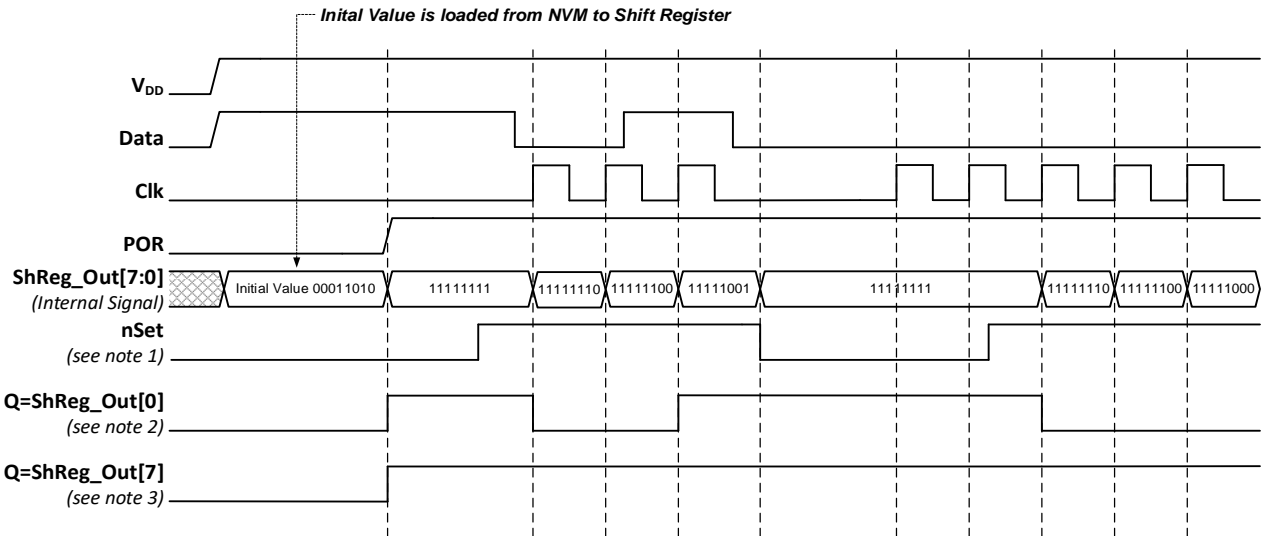 Inital Value is loaded from NVM to Shift Register
VDD
Data
Clk
POR
ShReg_Out[7:0]
(Internal Signal)
Initial Value 00011010
11111111
11111110
11111100
11111001
11111111
11111110
11111100
11111000
nSet
(see note 1)
Q=ShReg_Out[0]
(see note 2)
Q=ShReg_Out[7]
(see note 3)